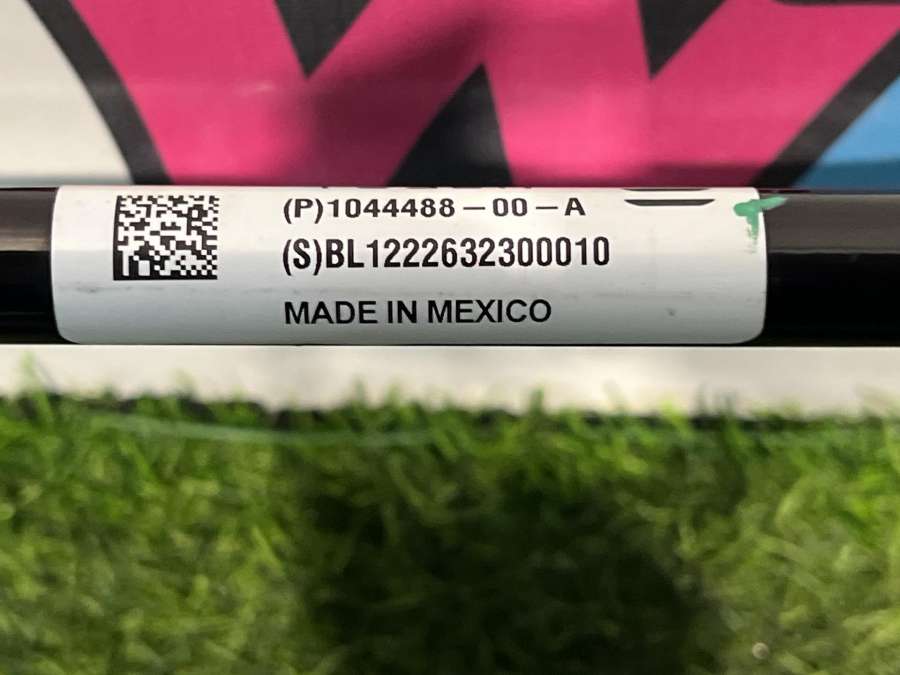 (P)1044488-00-A
(S)BL1222632300010
MADE IN MEXICO